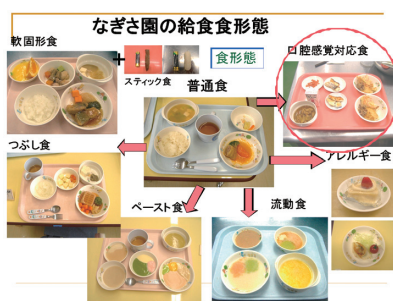 なぎさ園の給食食形態
軟固形食
+
スティック食
食形態
口腔感覚対応食
普通食
つぶし食
アレルギー食
ペースト食
流動食